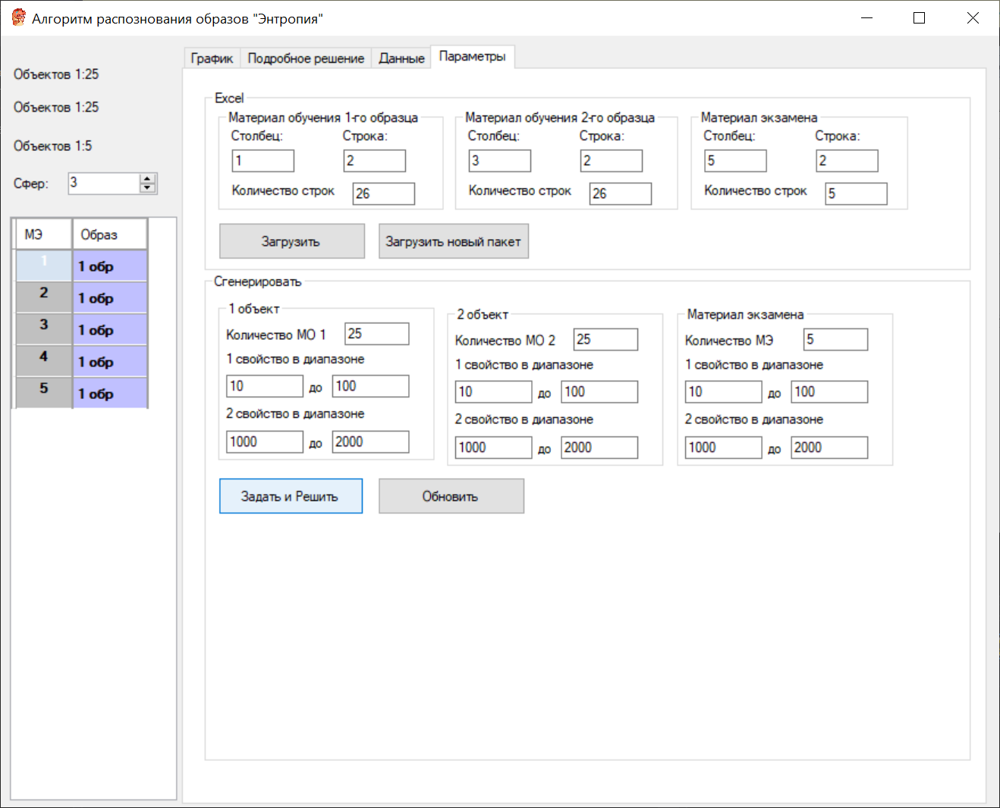 Алгоритм распознования образов "Энтропия"
График Подробное решение Данные Параметры
Объектов 1:25
Объектов 1:25
Объектов 1:5
Сфер: 3
МЭ Образ
1 1 обр
2 1 обр
3 1 обр
4 1 обр
5 1 обр
Excel
Материал обучения 1-го образца
Столбец: Строка:
1 2
Количество строк 26
Материал обучения 2-го образца
Столбец: Строка:
3 2
Количество строк 26
Материал экзамена
Столбец: Строка:
5 2
Количество строк 5
Загрузить Загрузить новый пакет
Сгенерировать
1 объект
Количество МО 1 25
1 свойство в диапазоне
10 до 100
2 свойство в диапазоне
1000 до 2000
2 объект
Количество МО 2 25
1 свойство в диапазоне
10 до 100
2 свойство в диапазоне
1000 до 2000
Материал экзамена
Количество МЭ 5
1 свойство в диапазоне
10 до 100
2 свойство в диапазоне
1000 до 2000
Задать и Решить Обновить